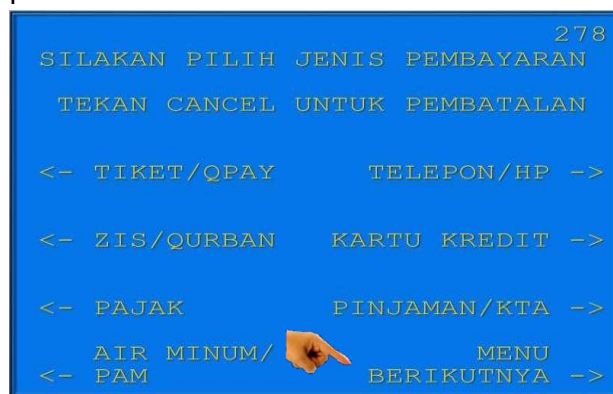 278
SILAKAN PILIH JENIS PEMBAYARAN
TEKAN CANCEL UNTUK PEMBATALAN
<- TIKET/QPAY TELEPON/HP ->
<- ZIS/QURBAN KARTU KREDIT ->
<- PAJAK PINJAMAN/KTA ->
AIR MINUM/ MENU
<- PAM BERIKUTNYA ->